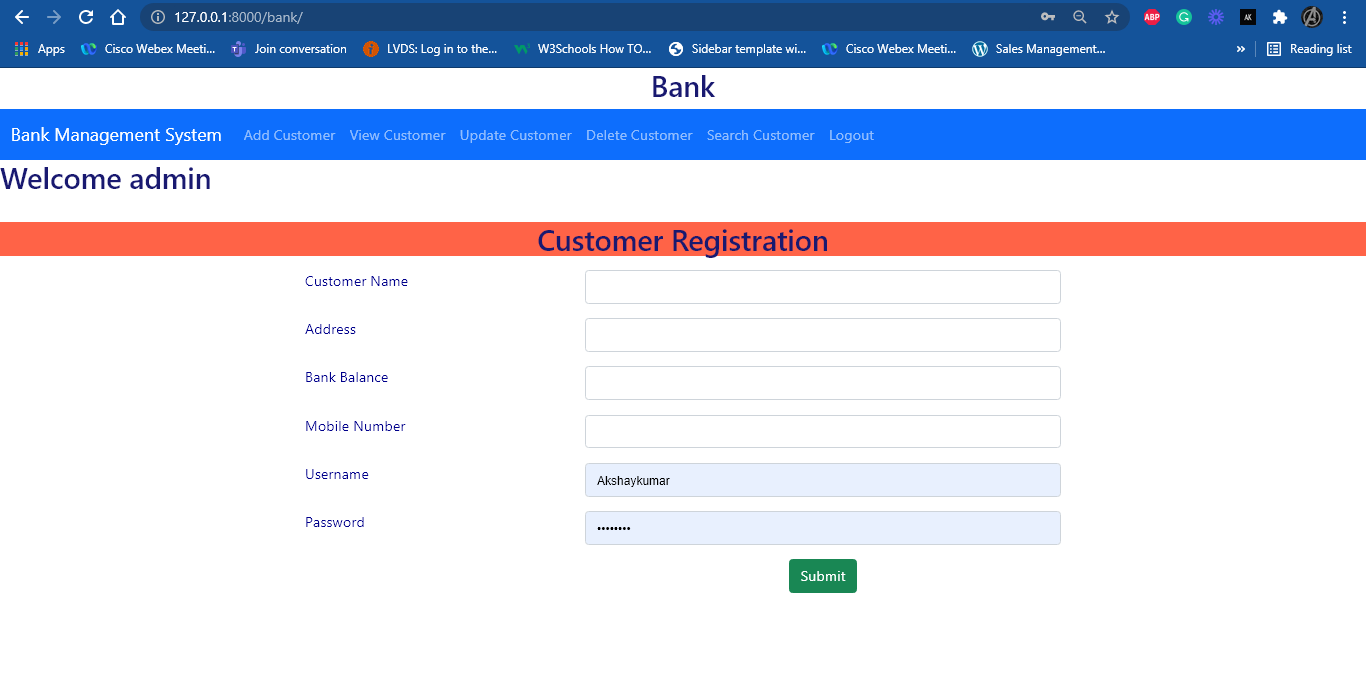 127.0.0.1:8000/bank/
ABP G AK
Apps Cisco Webex Meeti... Join conversation LVDS: Log in to the... W3Schools How TO... Sidebar template wi... Cisco Webex Meeti... Sales Management... » Reading list
Bank
Bank Management System Add Customer View Customer Update Customer Delete Customer Search Customer Logout
Welcome admin
Customer Registration
Customer Name
Address
Bank Balance
Mobile Number
Username Akshaykumar
Password ••••••••
Submit